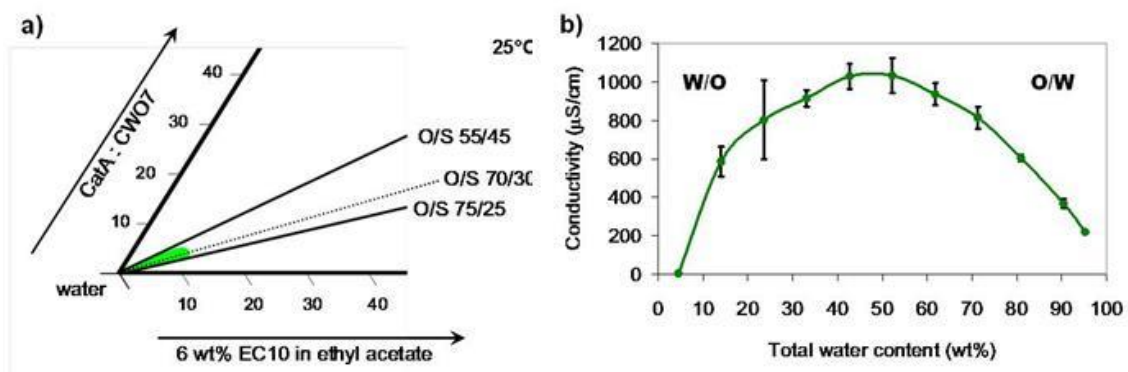 a)
25°C
CatA : CWO7
40
30
20
10
O/S 55/45
O/S 70/30
O/S 75/25
water
10 20 30 40
6 wt% EC10 in ethyl acetate
b)
Conductivity (µS/cm)
1200
1000
800
600
400
200
0
W/O
O/W
0 10 20 30 40 50 60 70 80 90 100
Total water content (wt%)